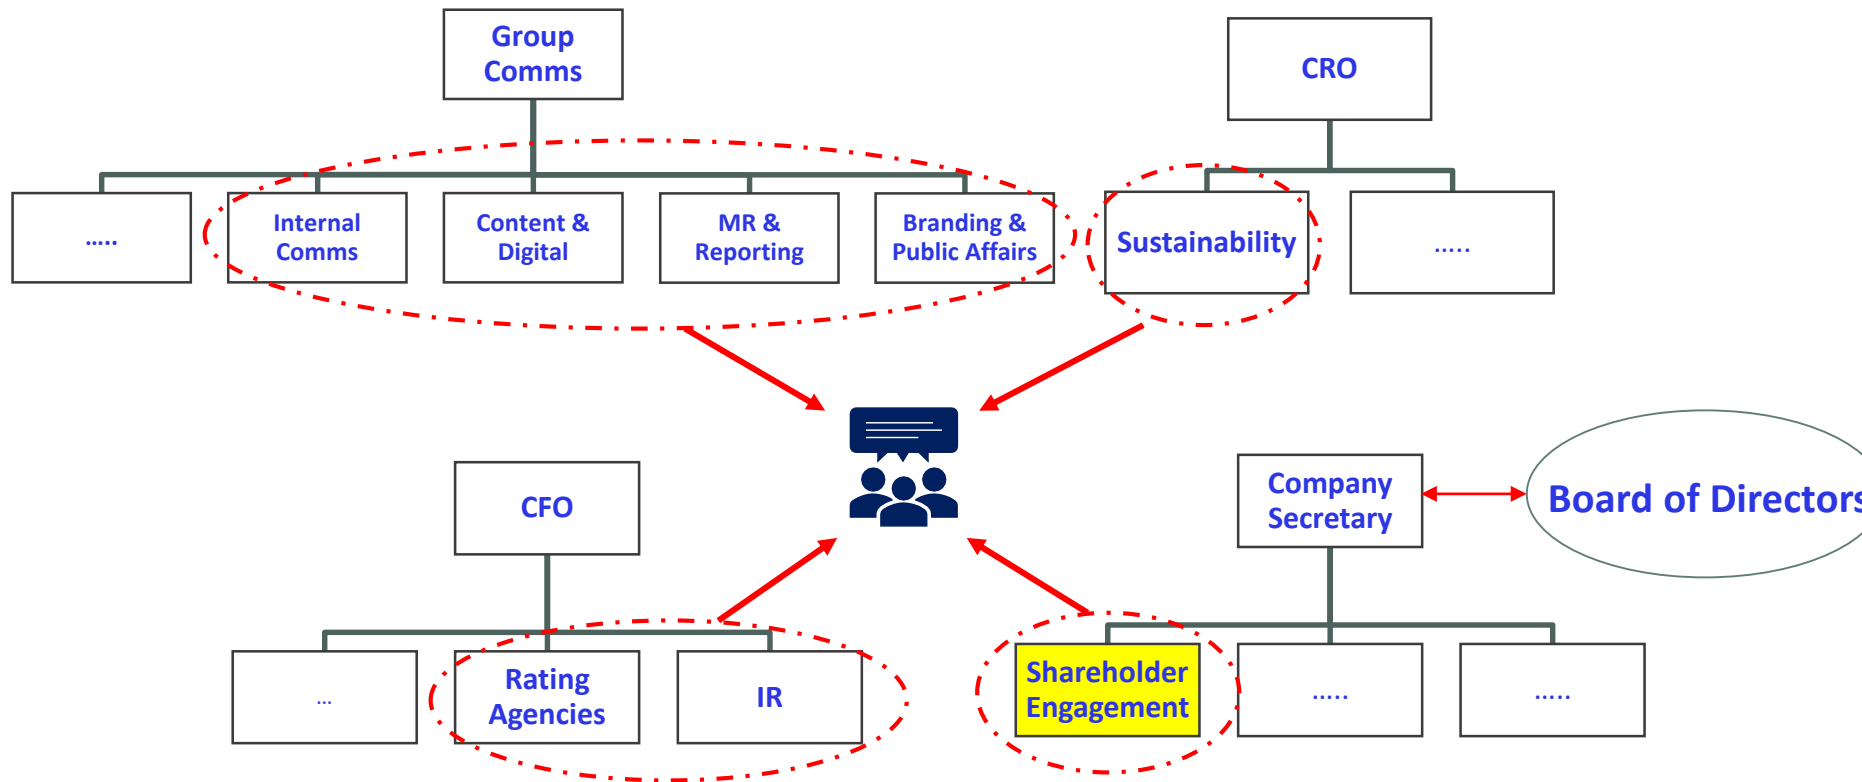 Group
Comms
CRO
.....
Internal
Comms
Content &
Digital
MR &
Reporting
Branding &
Public Affairs
Sustainability
.....
CFO
Company
Secretary
Board of Directors
...
Rating
Agencies
IR
Shareholder
Engagement
.....
.....